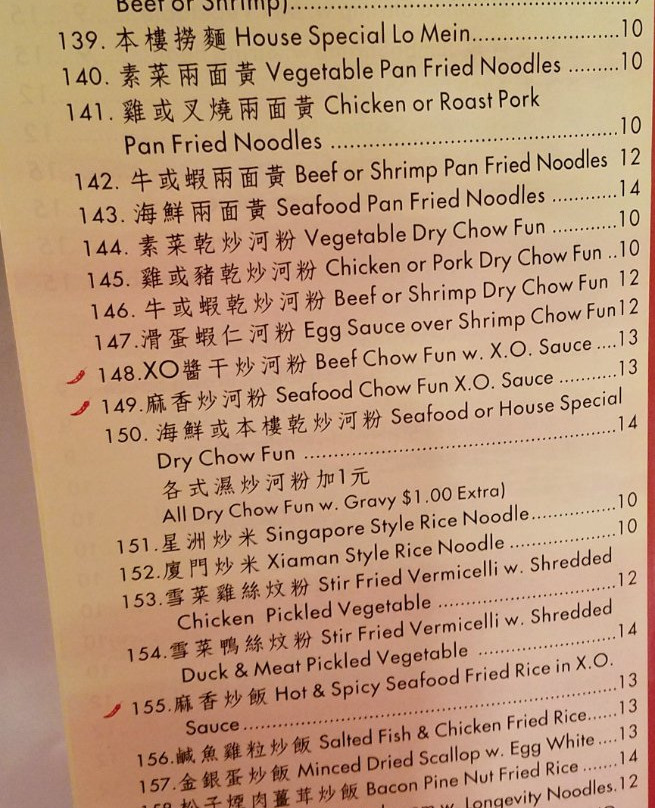 Beef or Shrimp)
139. 本樓撈麵 House Special Lo Mein......................10
140. 素菜兩面黃 Vegetable Pan Fried Noodles .........10
141. 雞或叉燒兩面黃 Chicken or Roast Pork
Pan Fried Noodles ..........................................10
142. 牛或蝦兩面黃 Beef or Shrimp Pan Fried Noodles 12
143. 海鮮兩面黃 Seafood Pan Fried Noodles ............14
144. 素菜乾炒河粉 Vegetable Dry Chow Fun ............10
145. 雞或豬乾炒河粉 Chicken or Pork Dry Chow Fun ..10
146. 牛或蝦乾炒河粉 Beef or Shrimp Dry Chow Fun 12
147.滑蛋蝦仁河粉 Egg Sauce over Shrimp Chow Fun12
148.XO醬干炒河粉 Beef Chow Fun w. X.O. Sauce ....13
149.麻香炒河粉 Seafood Chow Fun X.O. Sauce ...........13
150. 海鮮或本樓乾炒河粉 Seafood or House Special
Dry Chow Fun ..............................................14
各式濕炒河粉加1元
All Dry Chow Fun w. Gravy $1.00 Extra)
151.星洲炒米 Singapore Style Rice Noodle.............10
152.廈門炒米 Xiaman Style Rice Noodle ................10
153.雪菜雞絲炆粉 Stir Fried Vermicelli w. Shredded
Chicken Pickled Vegetable ............................12
154.雪菜鴨絲炆粉 Stir Fried Vermicelli w. Shredded
Duck & Meat Pickled Vegetable ......................14
155.麻香炒飯 Hot & Spicy Seafood Fried Rice in X.O.
Sauce.......................................................13
156.鹹魚雞粒炒飯 Salted Fish & Chicken Fried Rice......13
157.金銀蛋炒飯 Minced Dried Scallop w. Egg White ....13
158.松子煙肉薑茸炒飯 Bacon Pine Nut Fried Rice .......14
w. Longevity Noodles.12